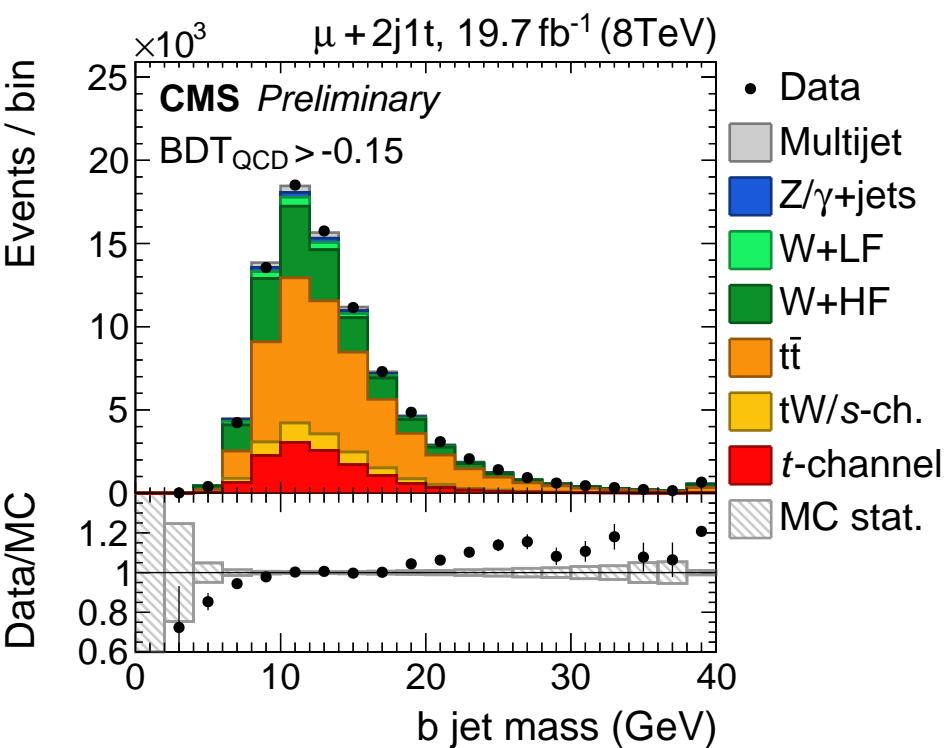 ×10³ μ + 2j1t, 19.7 fb⁻¹ (8TeV)
CMS Preliminary
BDT_QCD > -0.15
Events / bin
25
20
15
10
5
0
Data
Multijet
Z/γ+jets
W+LF
W+HF
tt̄
tW/s-ch.
t-channel
MC stat.
Data/MC
1.2
1
0.8
0.6
0 10 20 30 40
b jet mass (GeV)